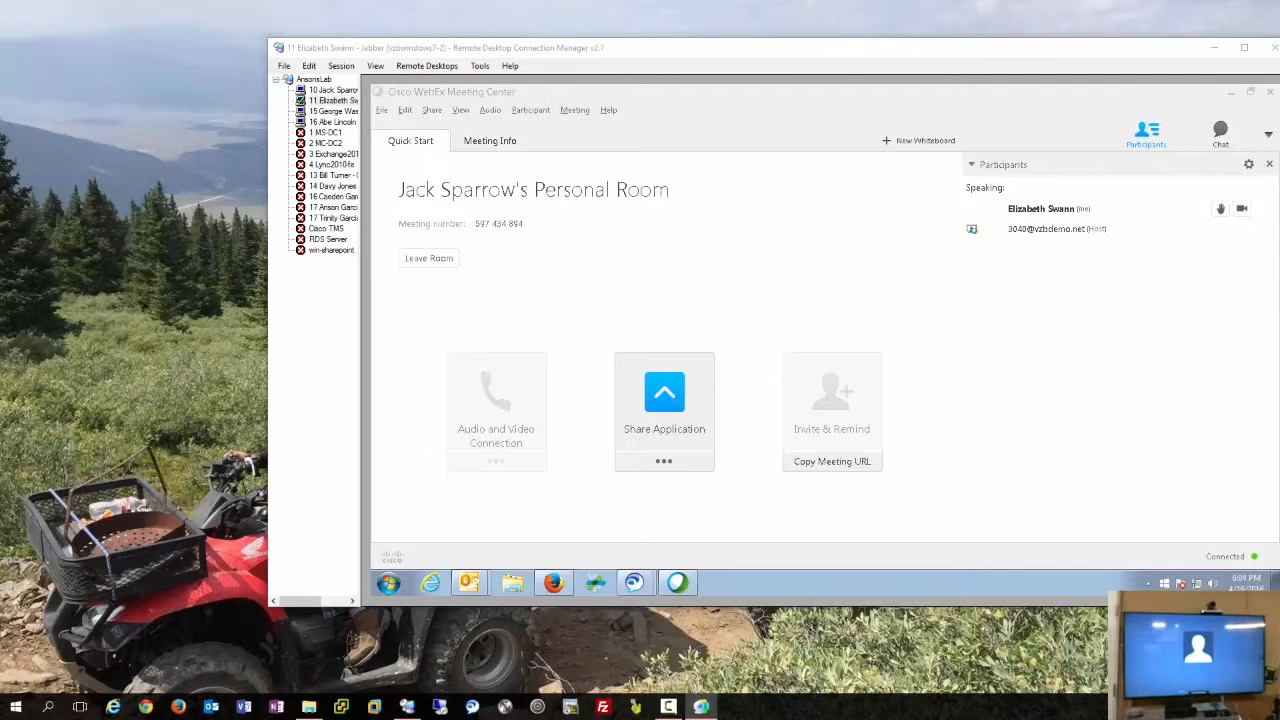 11 Elizabeth Swann - Jabber (vzbwindows7-2) - Remote Desktop Connection Manager v2.7
File Edit Session View Remote Desktops Tools Help
AnsonsLab
10 Jack Sparro
11 Elizabeth Sw
15 George Was
16 Abe Lincoln
1 MS-DC1
2 MC-DC2
3 Exchange201
4 Lync2010fe
13 Bill Turner -
14 Davy Jones
16 Caeden Gar
17 Anson Garci
17 Trinity Garci
Cisco TMS
RDS Server
win-sharepoint
Cisco WebEx Meeting Center
File Edit Share View Audio Participant Meeting Help
Quick Start Meeting Info
New Whiteboard
Participants
Chat
Jack Sparrow's Personal Room
Meeting number: 597 434 894
Leave Room
Audio and Video
Connection
Share Application
Invite & Remind
Copy Meeting URL
Participants
Speaking:
Elizabeth Swann (me)
3040@vzbdemo.net (Host)
CISCO
Connected
6:04 PM
4/16/2016